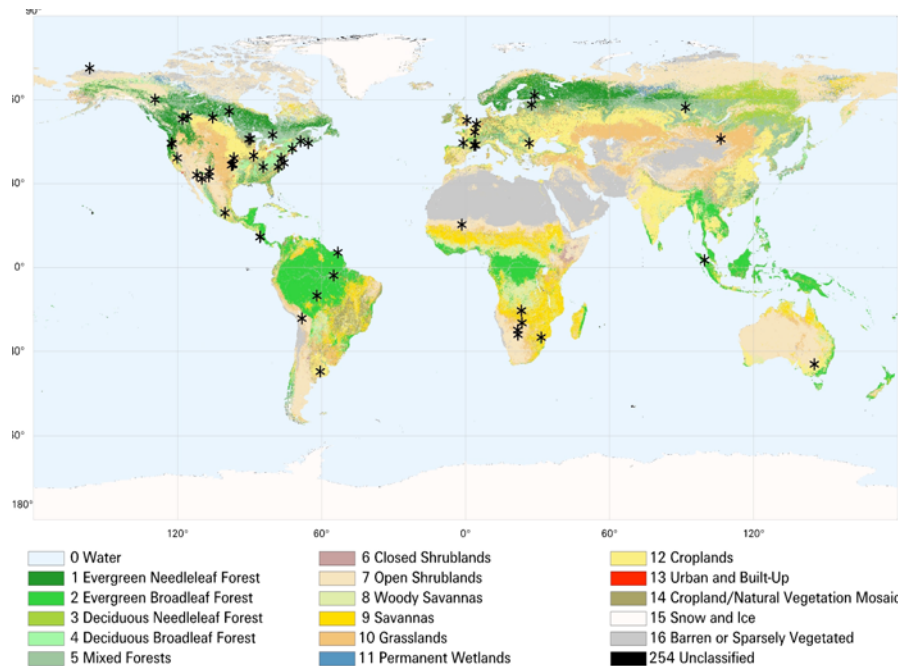 90°
0°
180°
120°
60°
0°
60°
120°
0 Water
1 Evergreen Needleleaf Forest
2 Evergreen Broadleaf Forest
3 Deciduous Needleleaf Forest
4 Deciduous Broadleaf Forest
5 Mixed Forests
6 Closed Shrublands
7 Open Shrublands
8 Woody Savannas
9 Savannas
10 Grasslands
11 Permanent Wetlands
12 Croplands
13 Urban and Built-Up
14 Cropland/Natural Vegetation Mosaic
15 Snow and Ice
16 Barren or Sparsely Vegetated
254 Unclassified